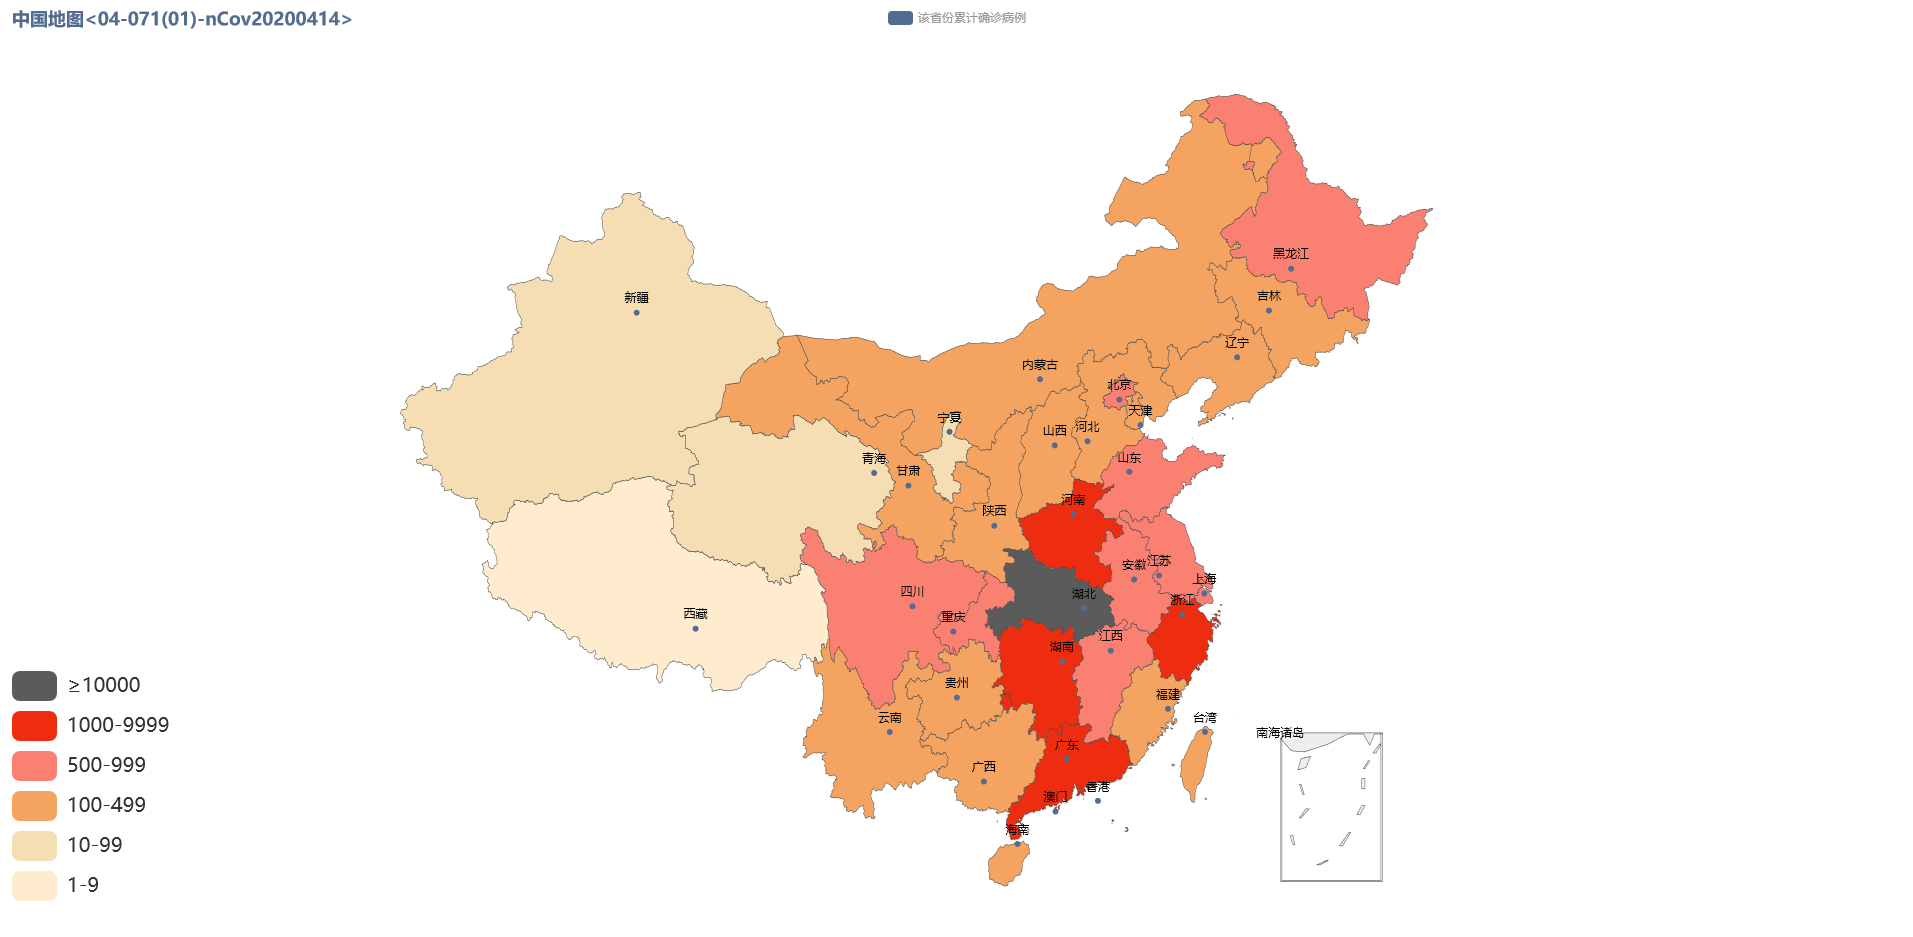 中国地图<04-071(01)-nCov20200414>
该省份累计确诊病例
黑龙江
新疆
吉林
辽宁
内蒙古
北京
天津
宁夏
山西
河北
青海
甘肃
山东
河南
陕西
安徽
江苏
上海
四川
湖北
浙江
西藏
重庆
江西
湖南
贵州
福建
云南
台湾
南海诸岛
广东
广西
香港
澳门
海南
≥10000
1000-9999
500-999
100-499
10-99
1-9